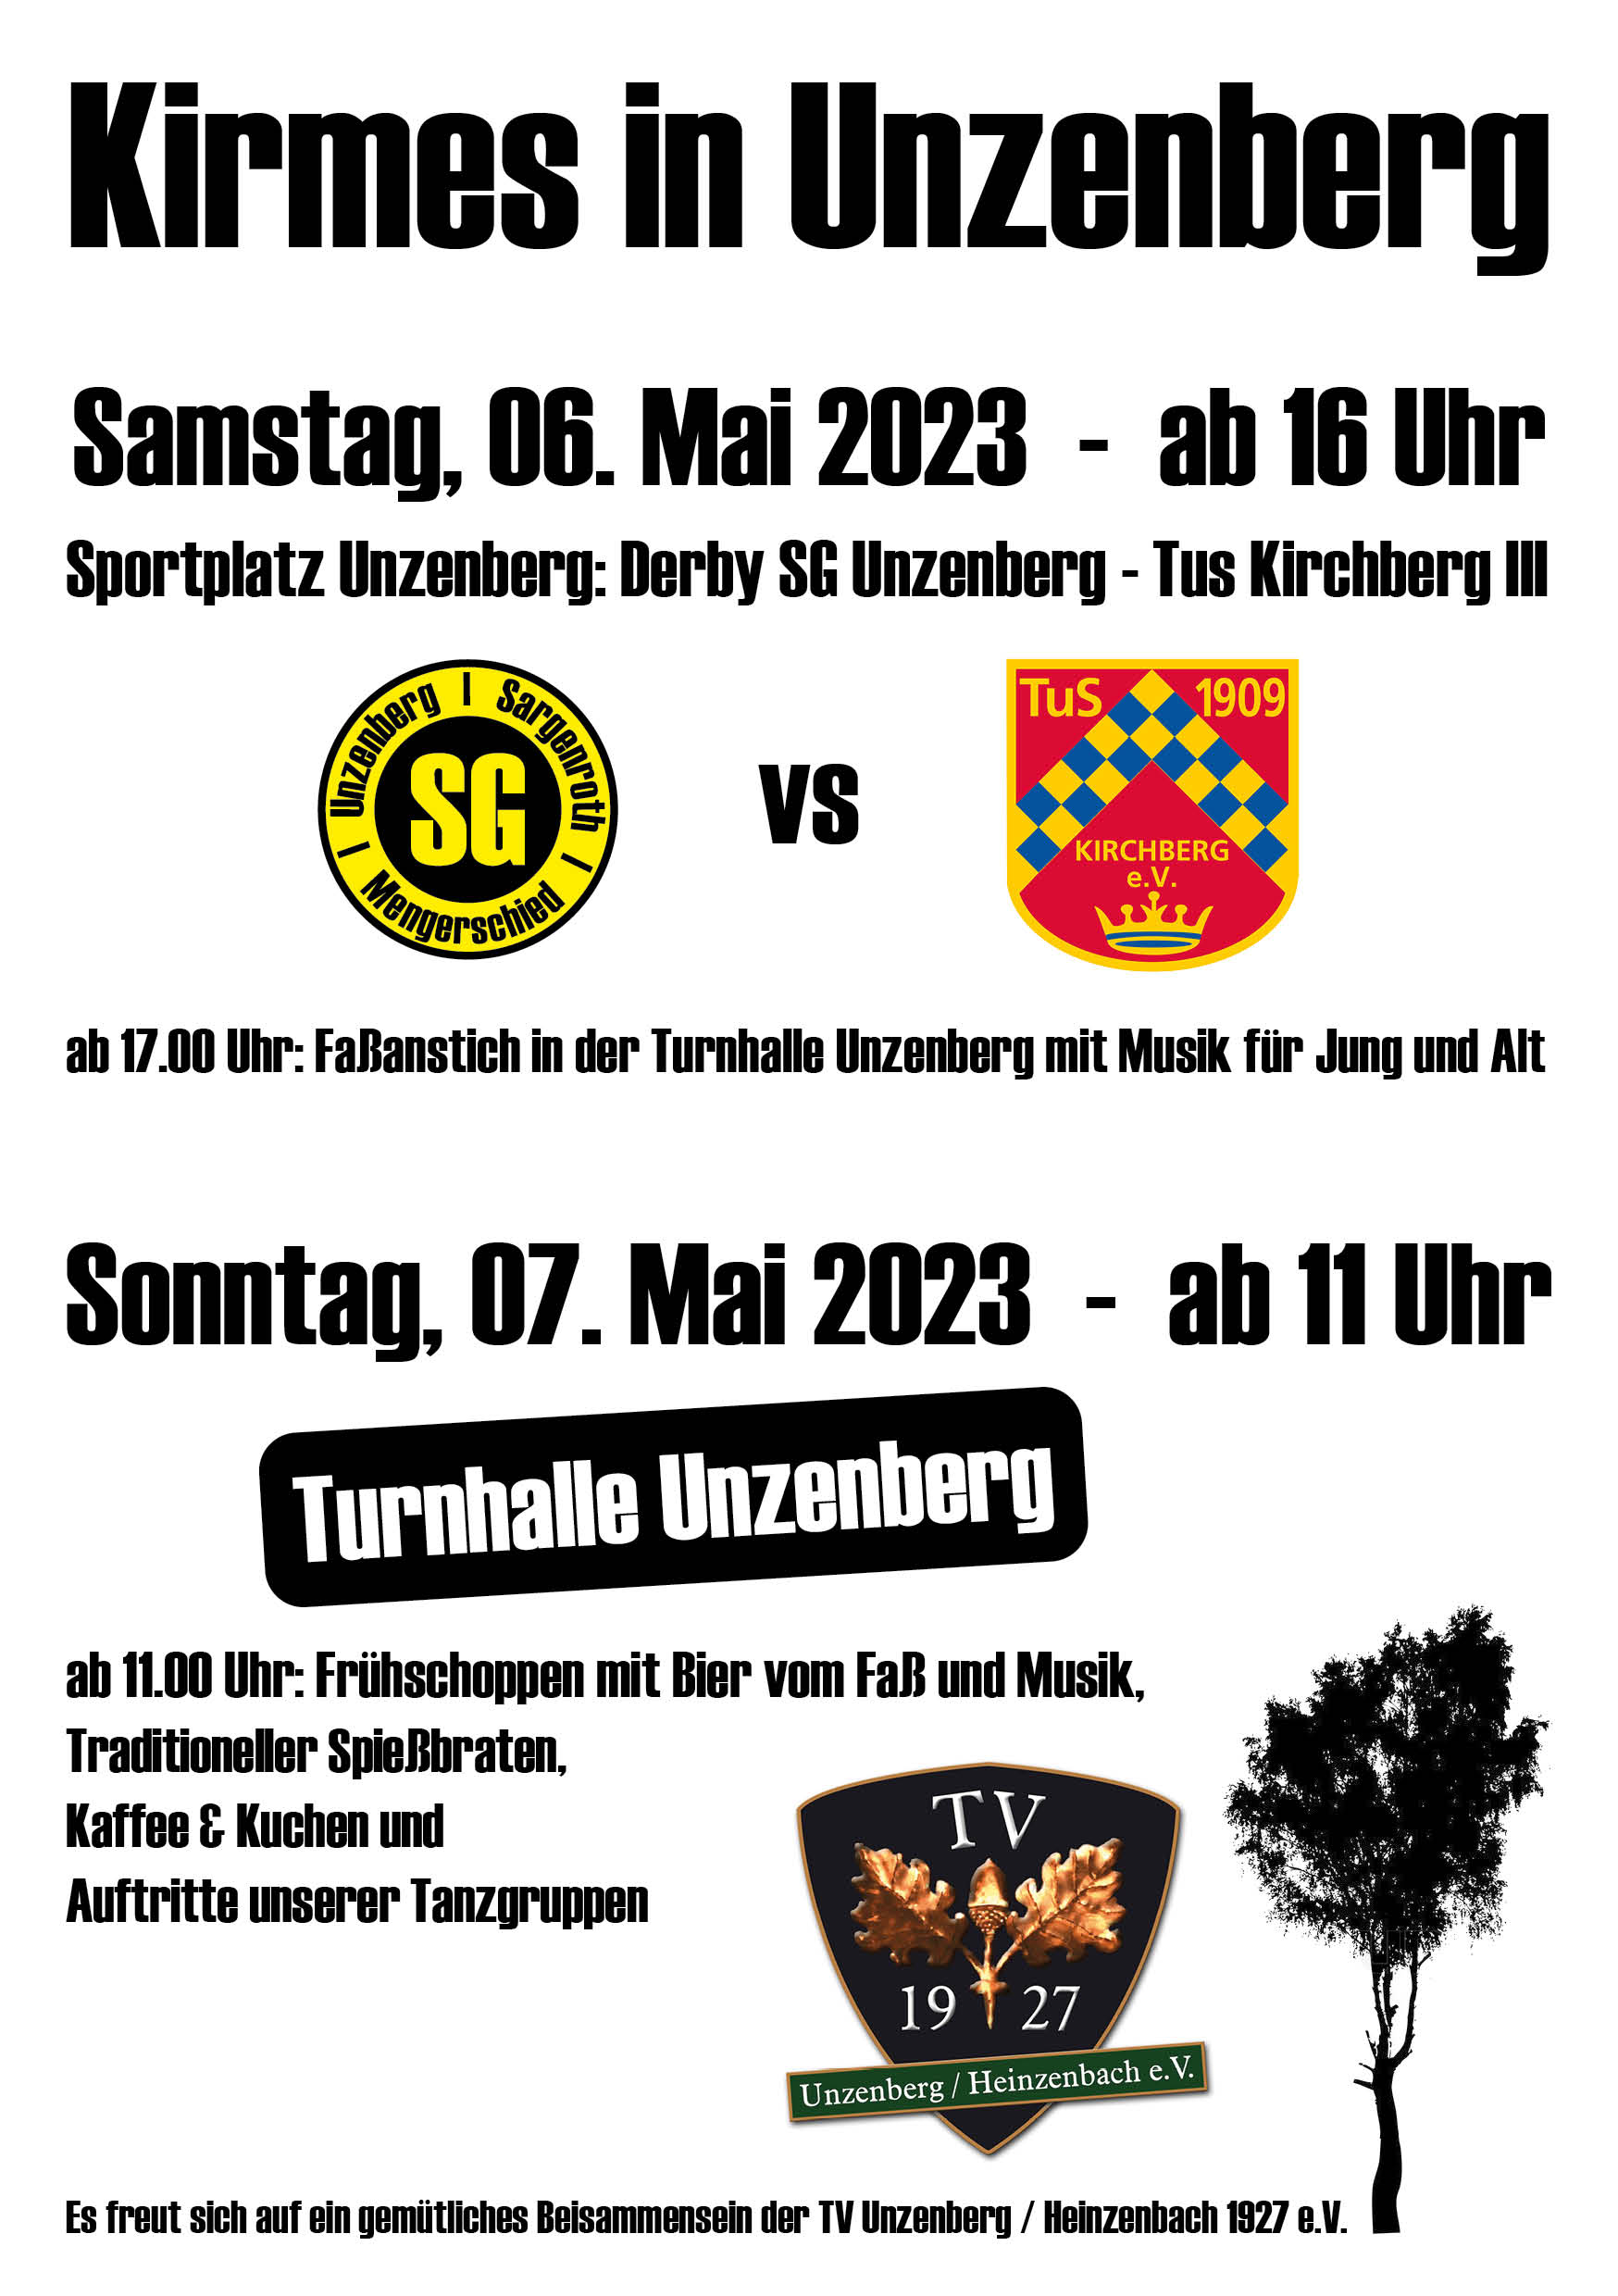 Kirmes in Unzenberg
Samstag, 06. Mai 2023 - ab 16 Uhr
Sportplatz Unzenberg: Derby SG Unzenberg - Tus Kirchberg III
Unzenberg | Sargenroth | Mengerschied |
SG
vs
TuS 1909
KIRCHBERG
e.V.
ab 17.00 Uhr: Faßanstich in der Turnhalle Unzenberg mit Musik für Jung und Alt
Sonntag, 07. Mai 2023 - ab 11 Uhr
Turnhalle Unzenberg
ab 11.00 Uhr: Frühschoppen mit Bier vom Faß und Musik,
Traditioneller Spießbraten,
Kaffee & Kuchen und
Auftritte unserer Tanzgruppen
TV
19 27
Unzenberg / Heinzenbach e.V.
Es freut sich auf ein gemütliches Beisammensein der TV Unzenberg / Heinzenbach 1927 e.V.